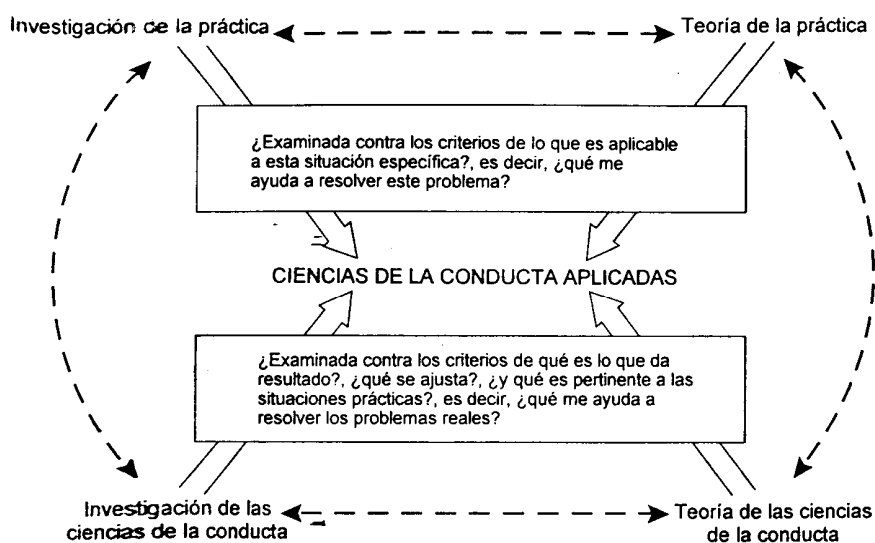 Investigación de la práctica
Teoría de la práctica
¿Examinada contra los criterios de lo que es aplicable
a esta situación específica?, es decir, ¿qué me
ayuda a resolver este problema?
CIENCIAS DE LA CONDUCTA APLICADAS
¿Examinada contra los criterios de qué es lo que da
resultado?, ¿qué se ajusta?, ¿y qué es pertinente a las
situaciones prácticas?, es decir, ¿qué me ayuda a
resolver los problemas reales?
Investigación de las
ciencias de la conducta
Teoría de las ciencias
de la conducta